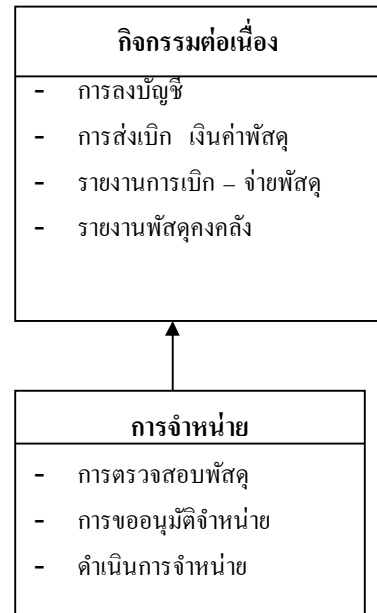 กิจกรรมต่อเนื่อง
- การลงบัญชี
- การส่งเบิก เงินค่าพัสดุ
- รายงานการเบิก – จ่ายพัสดุ
- รายงานพัสดุคงคลัง
การจำหน่าย
- การตรวจสอบพัสดุ
- การขออนุมัติจำหน่าย
- ดำเนินการจำหน่าย